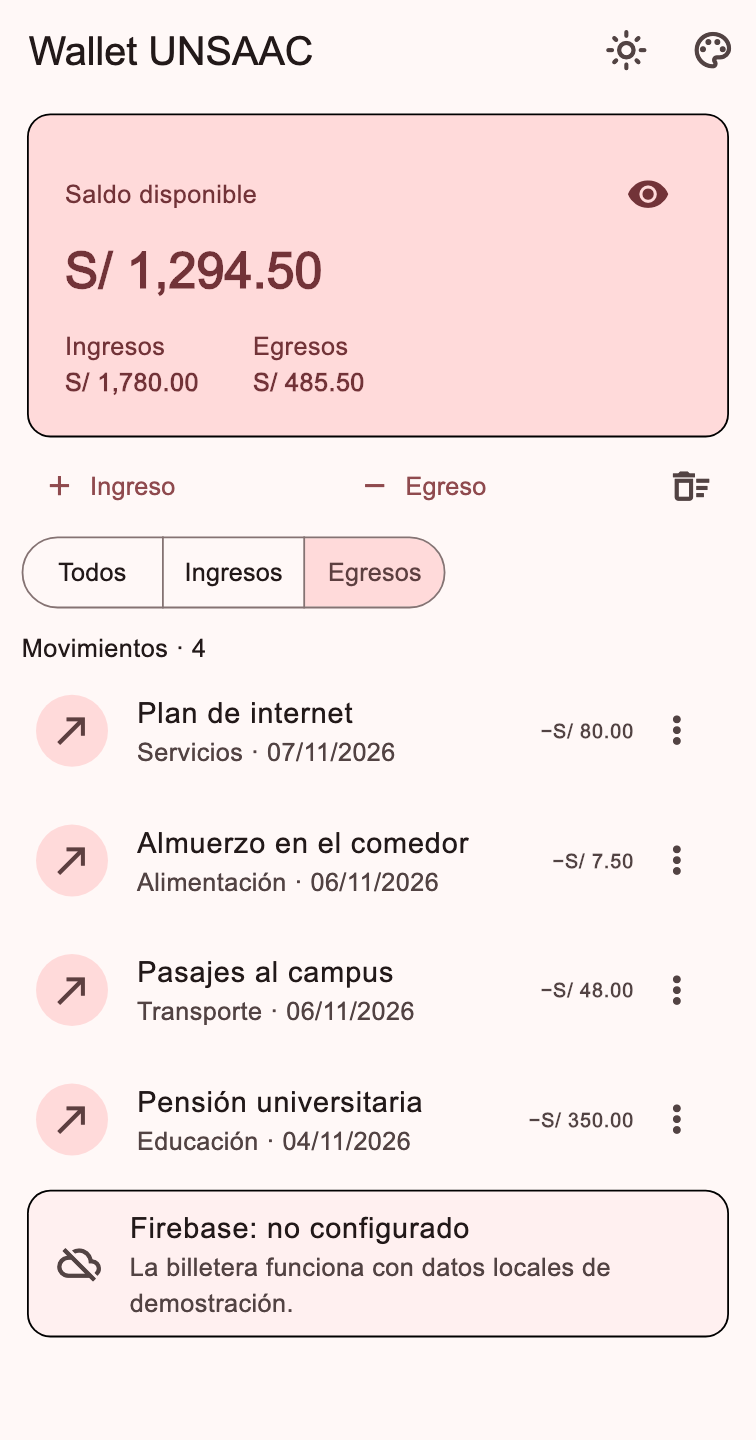 Wallet UNSAAC
Saldo disponible
S/ 1,294.50
Ingresos Egresos
S/ 1,780.00 S/ 485.50
+ Ingreso − Egreso
Todos Ingresos Egresos
Movimientos · 4
Plan de internet
Servicios · 07/11/2026
−S/ 80.00
Almuerzo en el comedor
Alimentación · 06/11/2026
−S/ 7.50
Pasajes al campus
Transporte · 06/11/2026
−S/ 48.00
Pensión universitaria
Educación · 04/11/2026
−S/ 350.00
Firebase: no configurado
La billetera funciona con datos locales de
demostración.